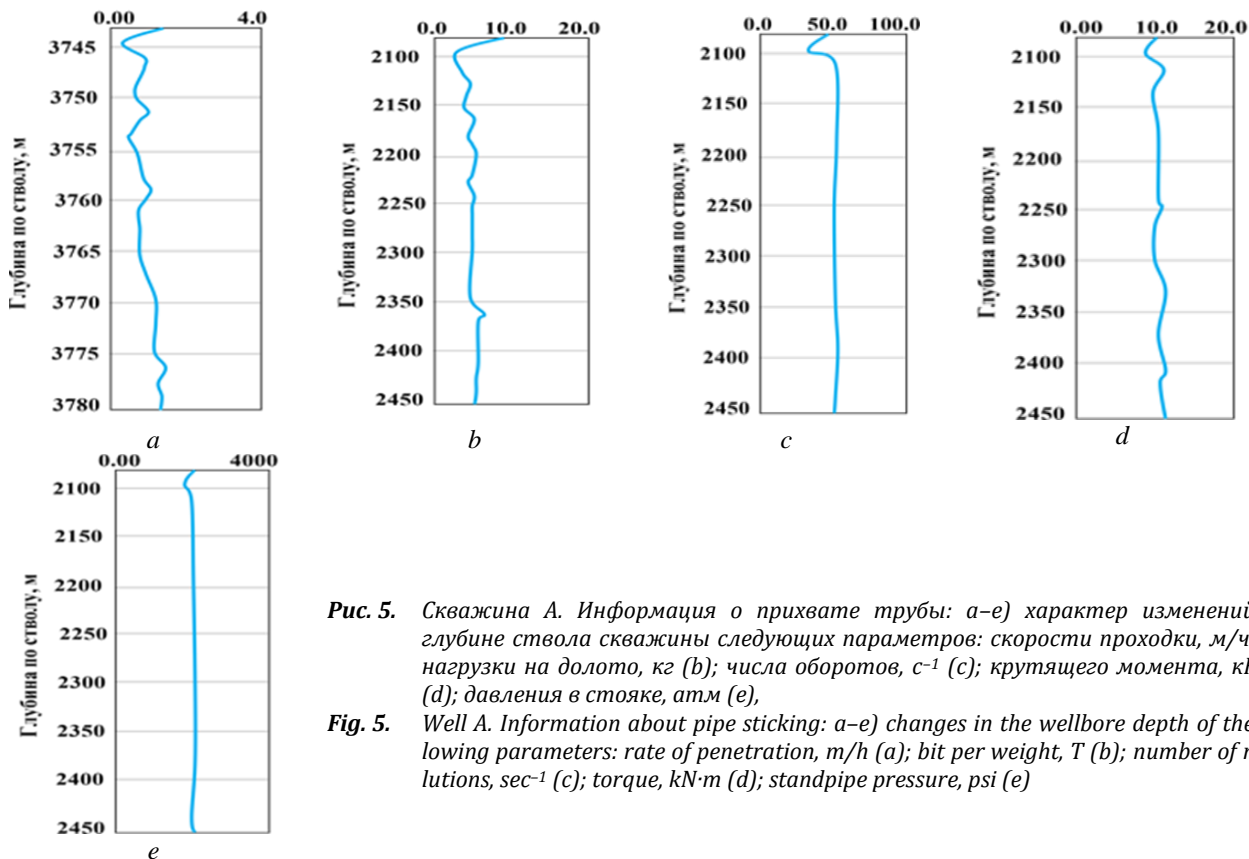 0.00 4.0
3745
3750
3755
3760
3765
3770
3775
3780
Глубина по стволу, м
a
0.0 10.0 20.0
2100
2150
2200
2250
2300
2350
2400
2450
Глубина по стволу, м
b
0.0 50.0 100.0
2100
2150
2200
2250
2300
2350
2400
2450
Глубина по стволу, м
c
0.00 10.0 20.0
2100
2150
2200
2250
2300
2350
2400
2450
Глубина по стволу, м
d
0.00 4000
2100
2150
2200
2250
2300
2350
2400
2450
Глубина по стволу, м
e
Рис. 5. Скважина А. Информация о прихвате трубы: a–e) характер изменений
глубине ствола скважины следующих параметров: скорости проходки, м/ч
нагрузки на долото, кг (b); числа оборотов, с⁻¹ (c); крутящего момента, кН
(d); давления в стояке, атм (e),
Fig. 5. Well A. Information about pipe sticking: a–e) changes in the wellbore depth of the
lowing parameters: rate of penetration, m/h (a); bit per weight, T (b); number of r
lutions, sec⁻¹ (c); torque, kN·m (d); standpipe pressure, psi (e)